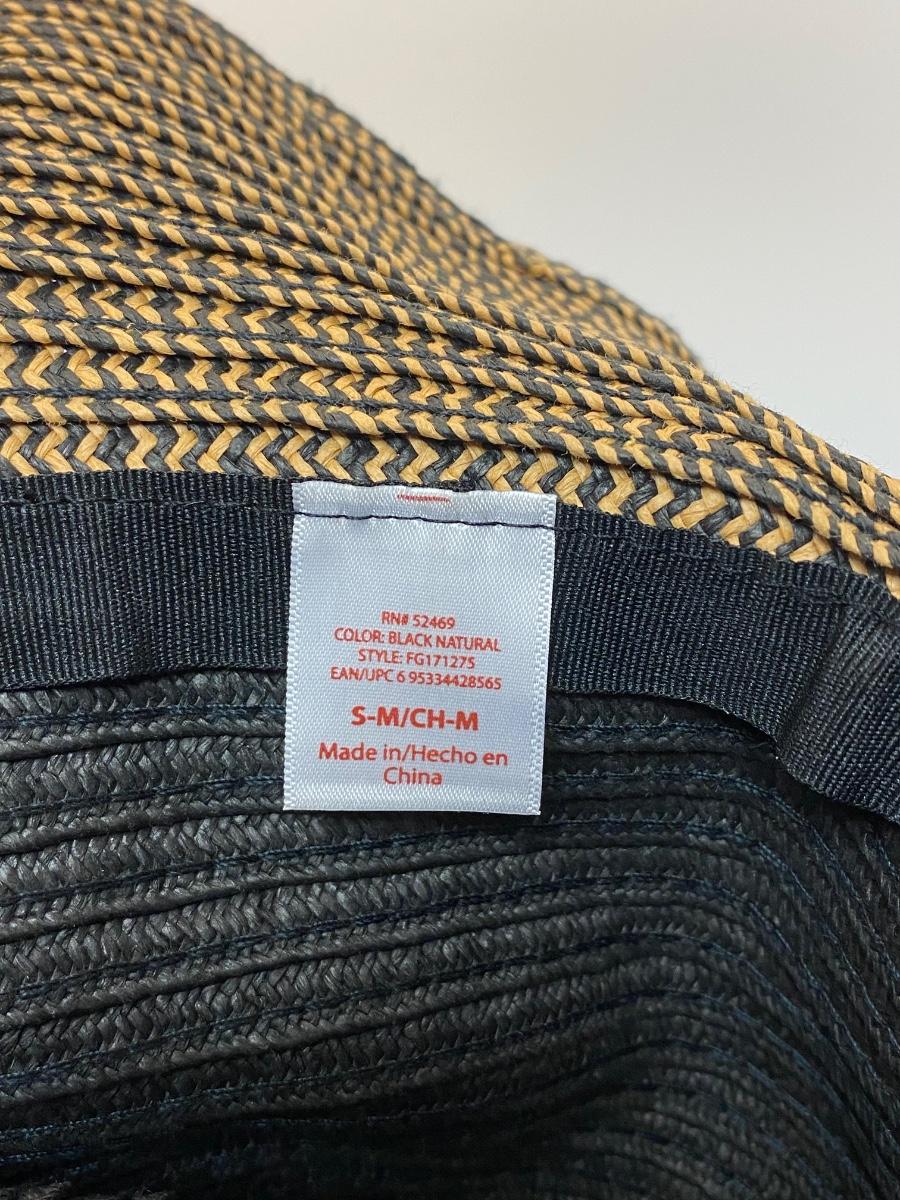 RN# 52469
COLOR: BLACK NATURAL
STYLE: FG171275
EAN/UPC 6 95334428565
S-M/CH-M
Made in/Hecho en
China